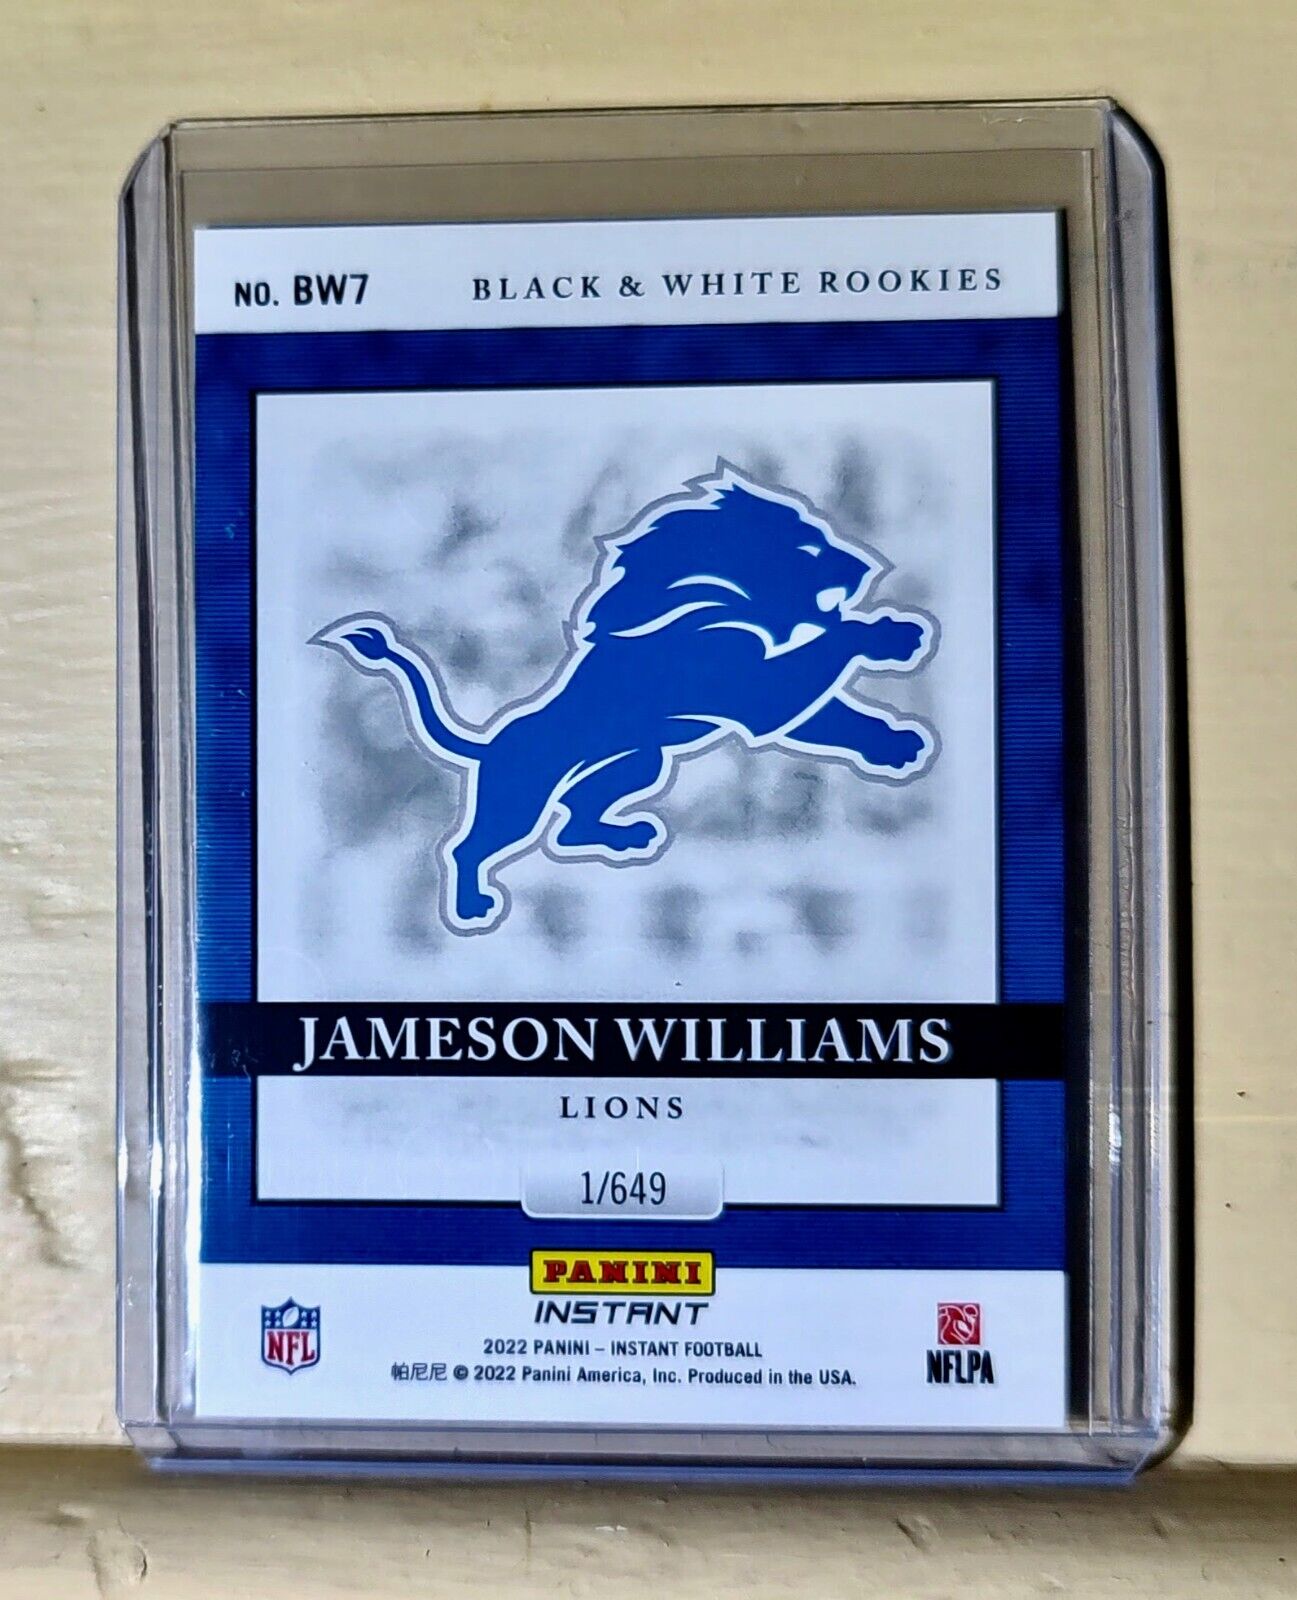 NO. BW7 BLACK & WHITE ROOKIES
JAMESON WILLIAMS
LIONS
1/649
PANINI
INSTANT
2022 PANINI – INSTANT FOOTBALL
帕尼尼 © 2022 Panini America, Inc. Produced in the USA.
NFL
NFLPA